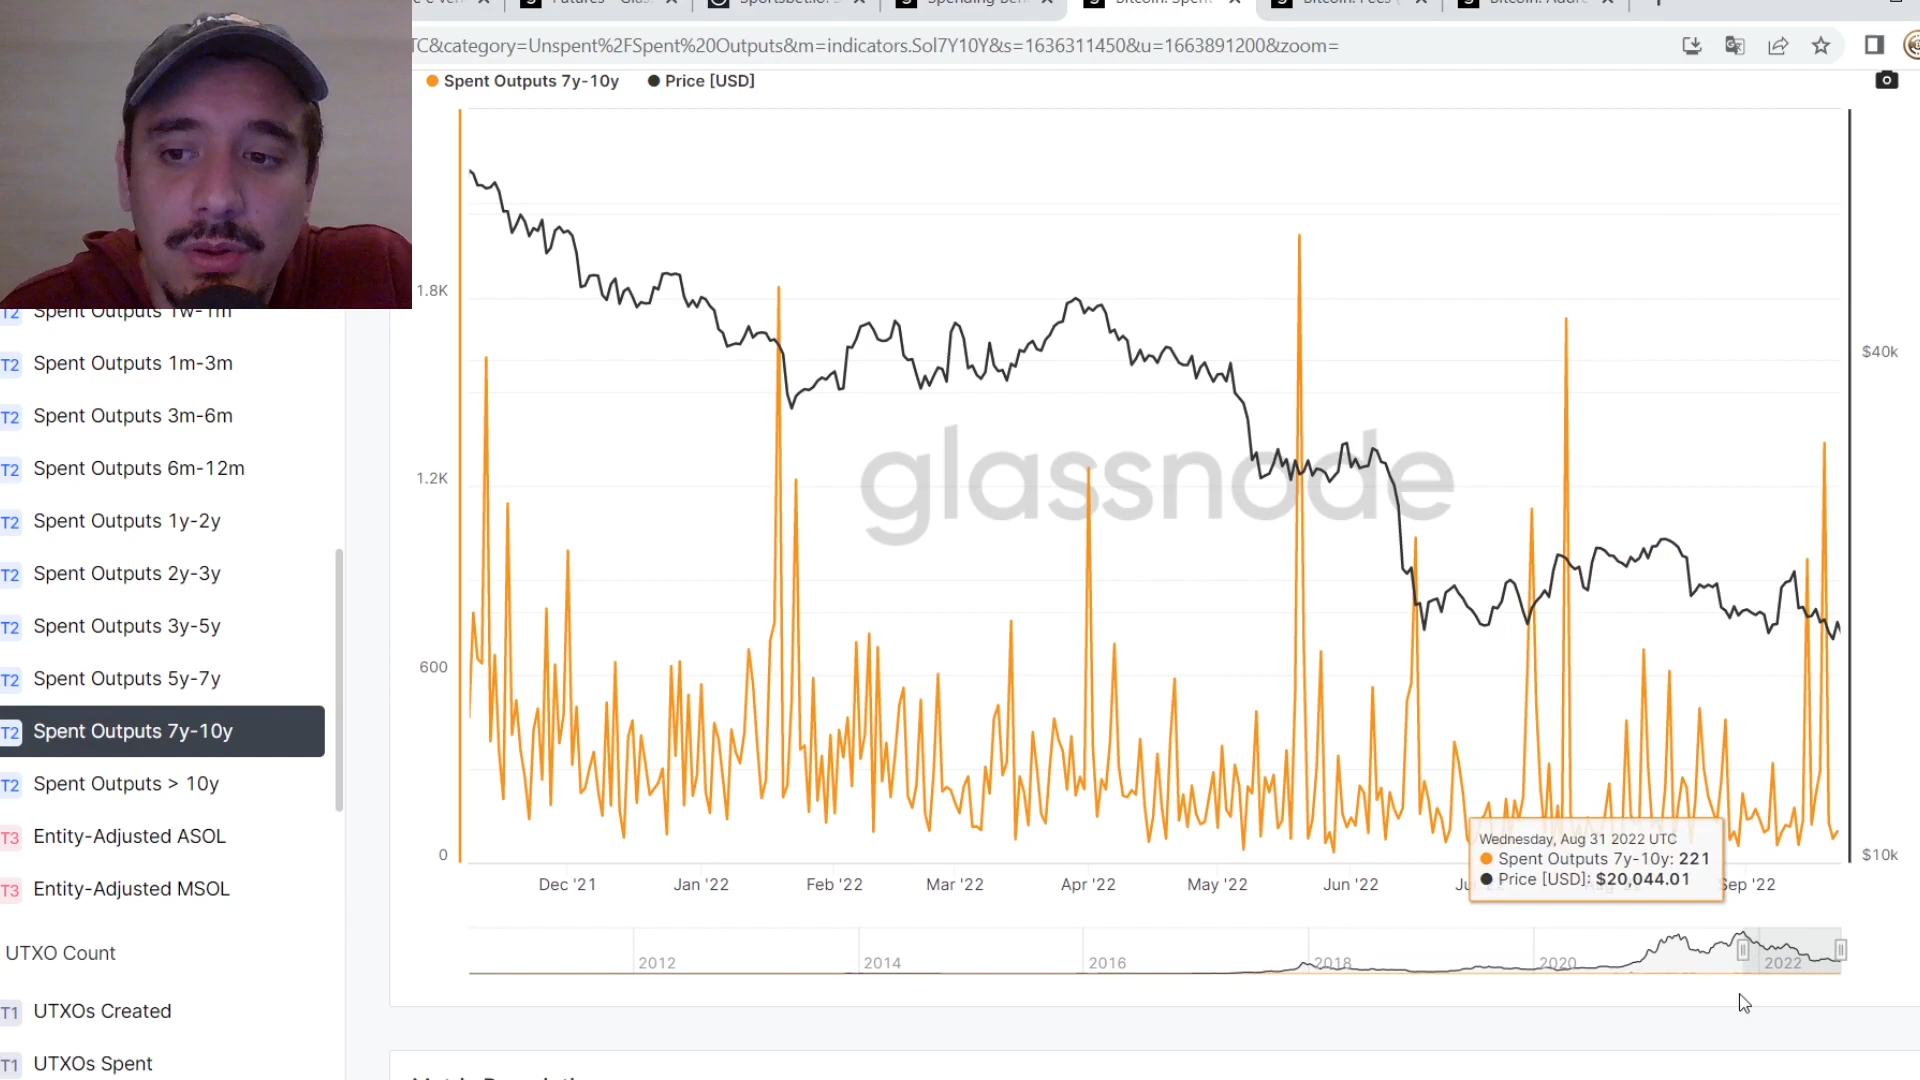 TC&category=Unspent%2FSpent%20Outputs&m=indicators.Sol7Y10Y&s=1636311450&u=1663891200&zoom=
Spent Outputs 7y-10y
Price [USD]
1.8K
1.2K
600
0
$40k
$10k
glassnode
Dec '21
Jan '22
Feb '22
Mar '22
Apr '22
May '22
Jun '22
Sep '22
Wednesday, Aug 31 2022 UTC
Spent Outputs 7y-10y: 221
Price [USD]: $20,044.01
2012
2014
2016
2018
2020
2022
T2 Spent Outputs 1w-1m
T2 Spent Outputs 1m-3m
T2 Spent Outputs 3m-6m
T2 Spent Outputs 6m-12m
T2 Spent Outputs 1y-2y
T2 Spent Outputs 2y-3y
T2 Spent Outputs 3y-5y
T2 Spent Outputs 5y-7y
T2 Spent Outputs 7y-10y
T2 Spent Outputs > 10y
T3 Entity-Adjusted ASOL
T3 Entity-Adjusted MSOL
UTXO Count
T1 UTXOs Created
T1 UTXOs Spent